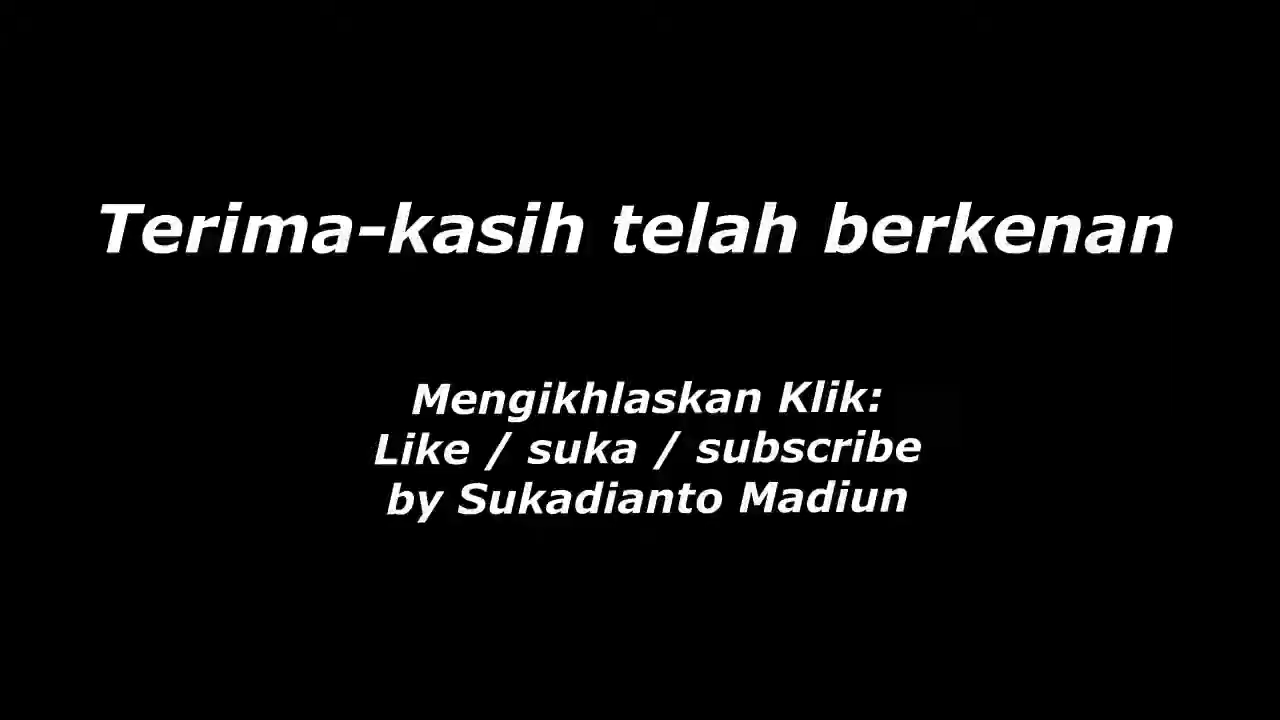 Terima-kasih telah berkenan
Mengikhlaskan Klik:
Like / suka / subscribe
by Sukadianto Madiun